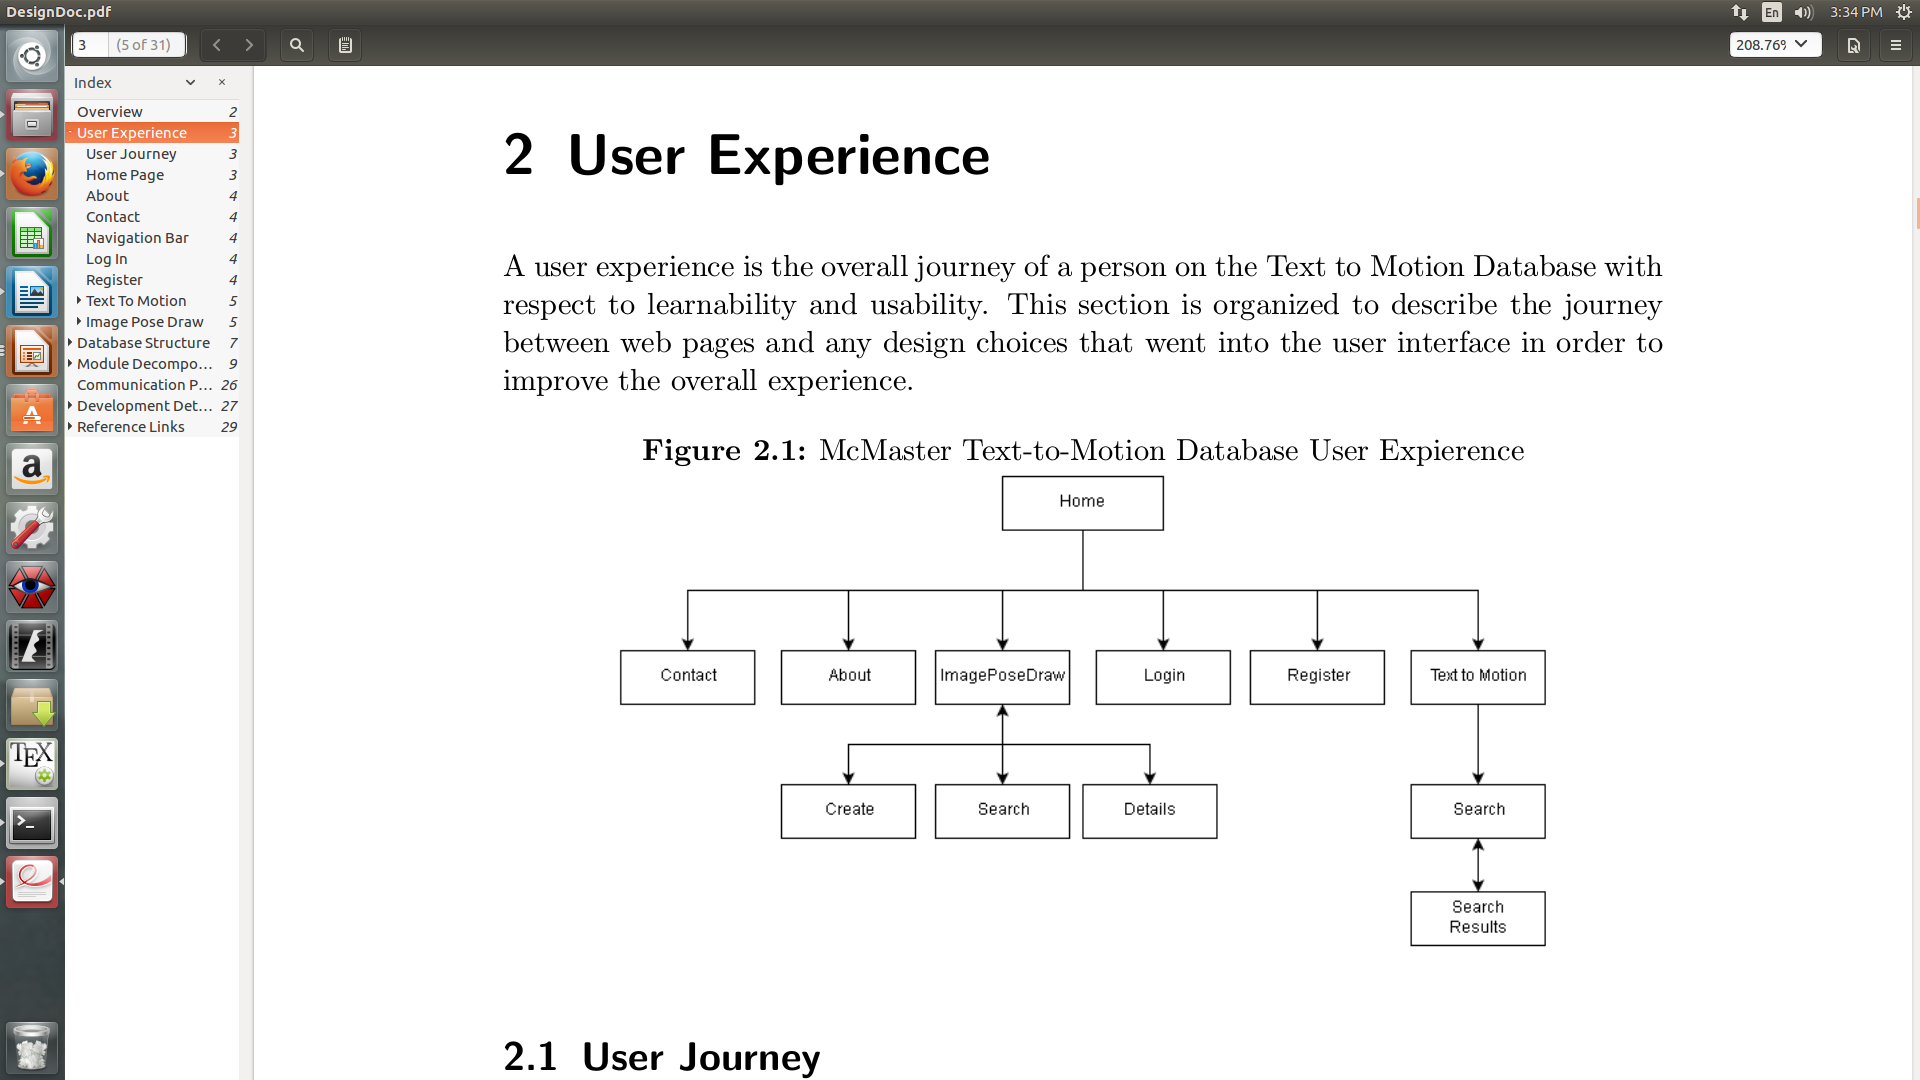 DesignDoc.pdf
En
3:34 PM
3
(5 of 31)
208.76%
Index
Overview 2
User Experience 3
User Journey 3
Home Page 3
About 4
Contact 4
Navigation Bar 4
Log In 4
Register 4
Text To Motion 5
Image Pose Draw 5
Database Structure 7
Module Decompo... 9
Communication P... 26
Development Det... 27
Reference Links 29
2 User Experience
A user experience is the overall journey of a person on the Text to Motion Database with
respect to learnability and usability. This section is organized to describe the journey
between web pages and any design choices that went into the user interface in order to
improve the overall experience.
Figure 2.1: McMaster Text-to-Motion Database User Expierence
Home
Contact
About
ImagePoseDraw
Login
Register
Text to Motion
Create
Search
Details
Search
Search
Results
2.1 User Journey
a
TEX
A
>_